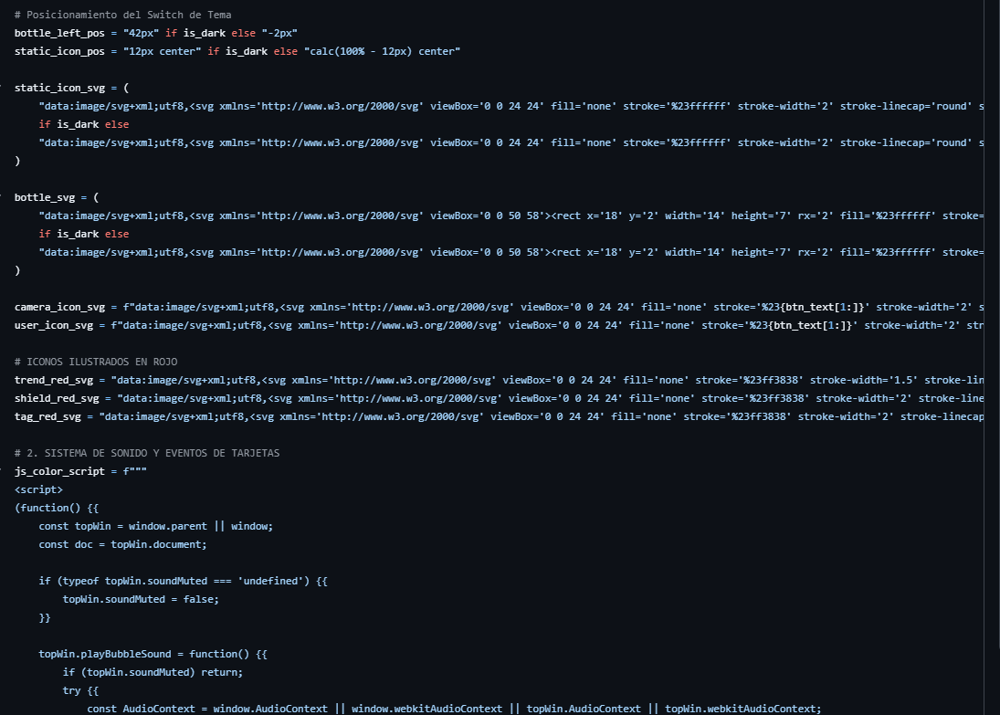 # Posicionamiento del Switch de Tema
bottle_left_pos = "42px" if is_dark else "-2px"
static_icon_pos = "12px center" if is_dark else "calc(100% - 12px) center"
static_icon_svg = (
"data:image/svg+xml;utf8,<svg xmlns='http://www.w3.org/2000/svg' viewBox='0 0 24 24' fill='none' stroke='%23ffffff' stroke-width='2' stroke-linecap='round' s
if is_dark else
"data:image/svg+xml;utf8,<svg xmlns='http://www.w3.org/2000/svg' viewBox='0 0 24 24' fill='none' stroke='%23ffffff' stroke-width='2' stroke-linecap='round' s
)
bottle_svg = (
"data:image/svg+xml;utf8,<svg xmlns='http://www.w3.org/2000/svg' viewBox='0 0 50 58'><rect x='18' y='2' width='14' height='7' rx='2' fill='%23ffffff' stroke=
if is_dark else
"data:image/svg+xml;utf8,<svg xmlns='http://www.w3.org/2000/svg' viewBox='0 0 50 58'><rect x='18' y='2' width='14' height='7' rx='2' fill='%23ffffff' stroke=
)
camera_icon_svg = f"data:image/svg+xml;utf8,<svg xmlns='http://www.w3.org/2000/svg' viewBox='0 0 24 24' fill='none' stroke='%23{btn_text[1:]}' stroke-width='2' s
user_icon_svg = f"data:image/svg+xml;utf8,<svg xmlns='http://www.w3.org/2000/svg' viewBox='0 0 24 24' fill='none' stroke='%23{btn_text[1:]}' stroke-width='2' str
# ICONOS ILUSTRADOS EN ROJO
trend_red_svg = "data:image/svg+xml;utf8,<svg xmlns='http://www.w3.org/2000/svg' viewBox='0 0 24 24' fill='none' stroke='%23ff3838' stroke-width='1.5' stroke-lin
shield_red_svg = "data:image/svg+xml;utf8,<svg xmlns='http://www.w3.org/2000/svg' viewBox='0 0 24 24' fill='none' stroke='%23ff3838' stroke-width='2' stroke-line
tag_red_svg = "data:image/svg+xml;utf8,<svg xmlns='http://www.w3.org/2000/svg' viewBox='0 0 24 24' fill='none' stroke='%23ff3838' stroke-width='2' stroke-linecap
# 2. SISTEMA DE SONIDO Y EVENTOS DE TARJETAS
js_color_script = f"""
<script>
(function() {{
const topWin = window.parent || window;
const doc = topWin.document;
if (typeof topWin.soundMuted === 'undefined') {{
topWin.soundMuted = false;
}}
topWin.playBubbleSound = function() {{
if (topWin.soundMuted) return;
try {{
const AudioContext = window.AudioContext || window.webkitAudioContext || topWin.AudioContext || topWin.webkitAudioContext;